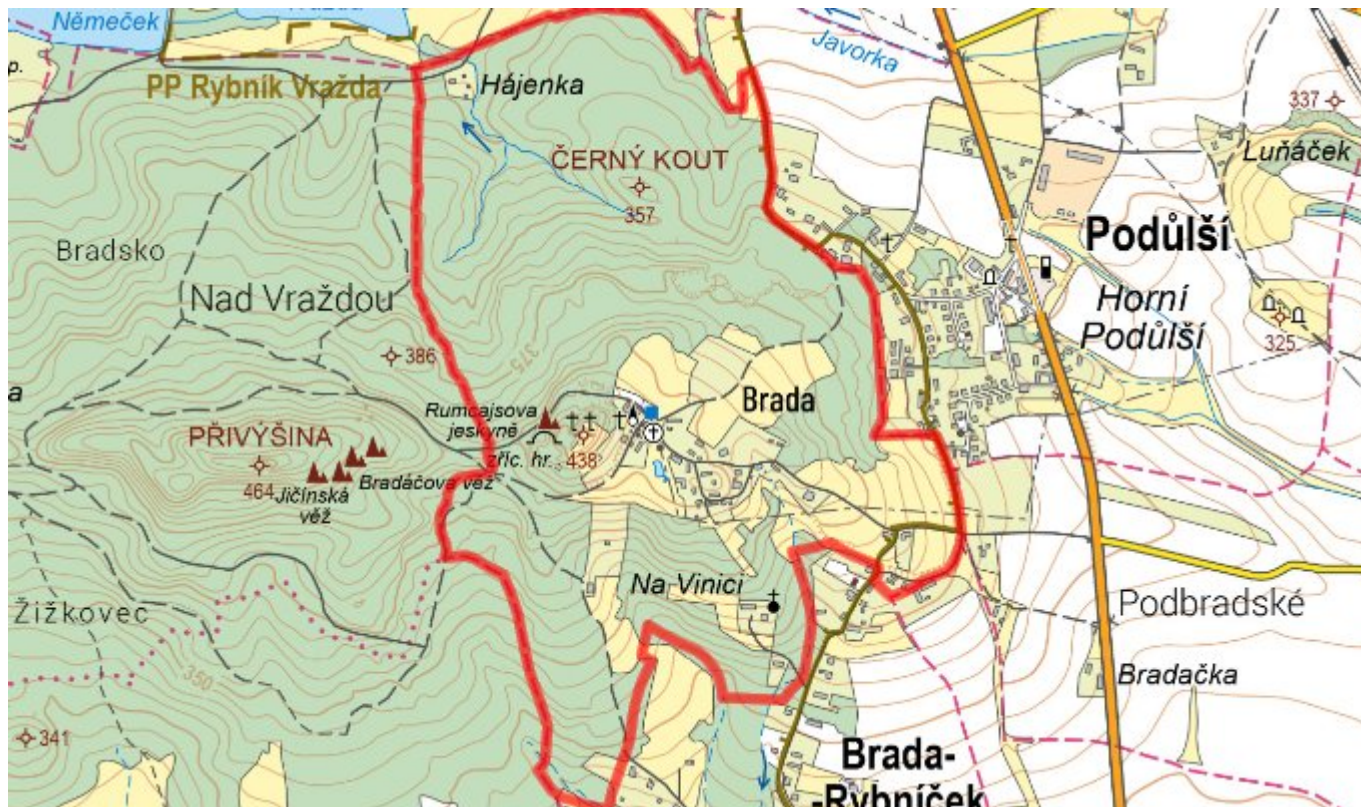 Němeček
Javorka
p.
PP Rybník Vražda
Hájenka
337
Luňáček
ČERNÝ KOUT
357
Podůlší
Bradsko
Horní
Podůlší
Nad Vraždou
325
386
375
a
Rumcajsova
jeskyně
Brada
PŘIVÝŠINA
zříc. hr.
438
464
Jičínská
věž
Bradáčova věž
Na Vinici
Žižkovec
Podbradské
350
Bradačka
341
Brada-
-Rybníček